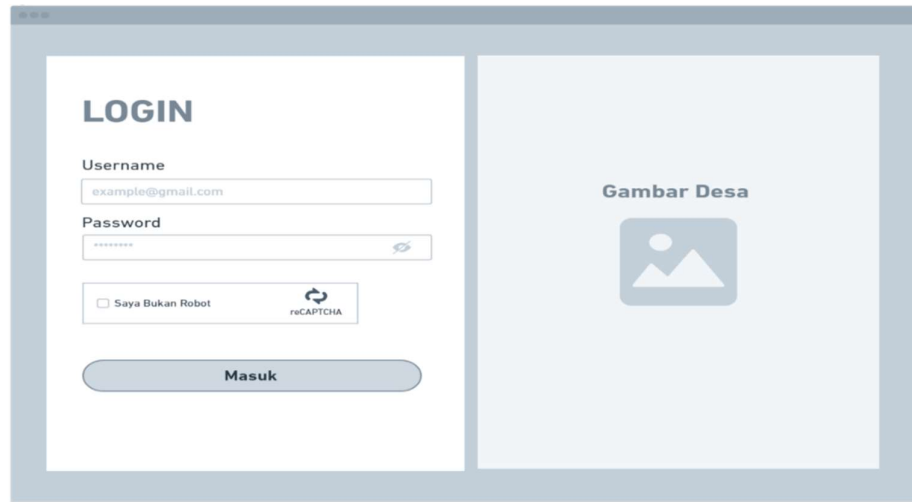 LOGIN
Username
example@gmail.com
Password
********
Saya Bukan Robot
reCAPTCHA
Masuk
Gambar Desa